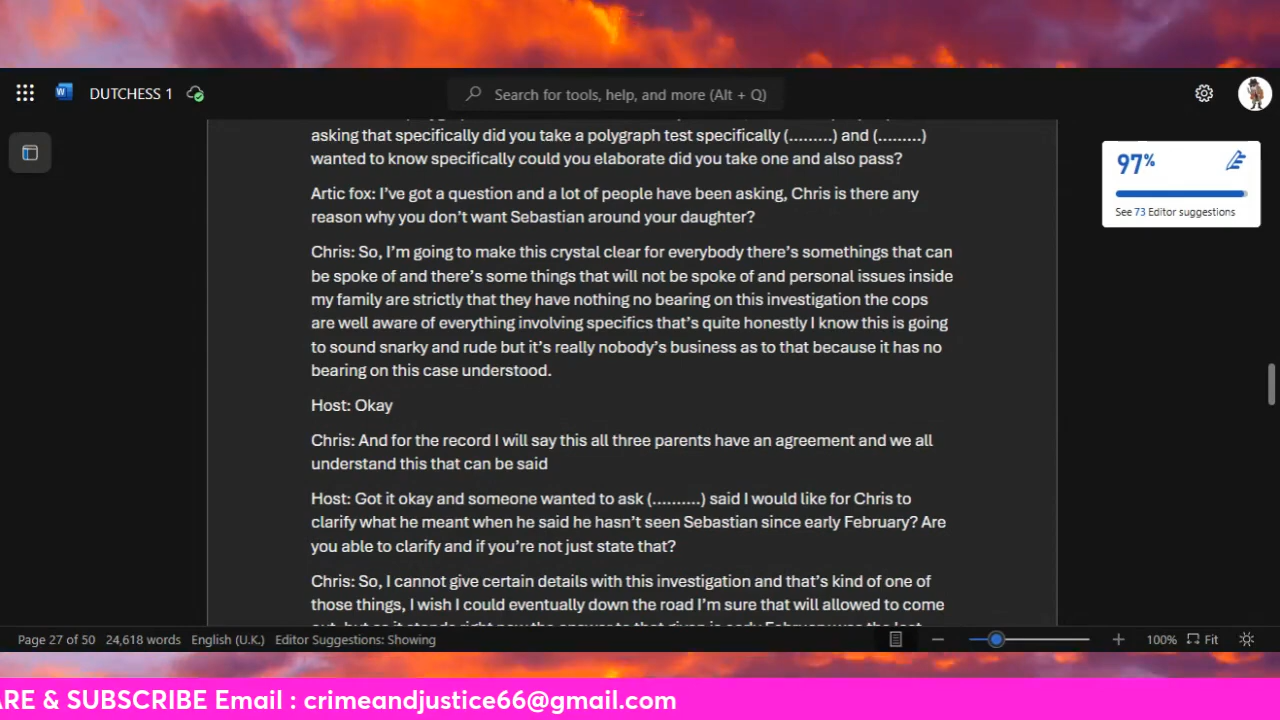 DUTCHESS 1
Search for tools, help, and more (Alt + Q)
asking that specifically did you take a polygraph test specifically (.........) and (.........)
wanted to know specifically could you elaborate did you take one and also pass?
Artic fox: I've got a question and a lot of people have been asking, Chris is there any
reason why you don't want Sebastian around your daughter?
Chris: So, I'm going to make this crystal clear for everybody there's somethings that can
be spoke of and there's some things that will not be spoke of and personal issues inside
my family are strictly that they have nothing no bearing on this investigation the cops
are well aware of everything involving specifics that's quite honestly I know this is going
to sound snarky and rude but it's really nobody's business as to that because it has no
bearing on this case understood.
Host: Okay
Chris: And for the record I will say this all three parents have an agreement and we all
understand this that can be said
Host: Got it okay and someone wanted to ask (..........) said I would like for Chris to
clarify what he meant when he said he hasn't seen Sebastian since early February? Are
you able to clarify and if you're not just state that?
Chris: So, I cannot give certain details with this investigation and that's kind of one of
those things, I wish I could eventually down the road I'm sure that will allowed to come
97%
See 73 Editor suggestions
Page 27 of 50 24,618 words English (U.K.) Editor Suggestions: Showing
100% Fit
ARE & SUBSCRIBE Email : crimeandjustice66@gmail.com